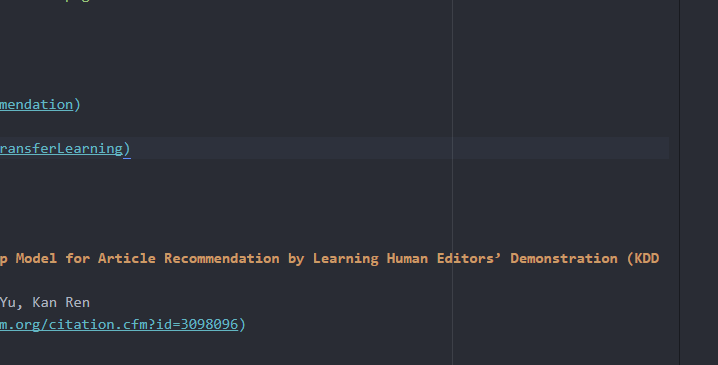 mendation)
ransferLearning)
p Model for Article Recommendation by Learning Human Editors’ Demonstration (KDD
Yu, Kan Ren
m.org/citation.cfm?id=3098096)